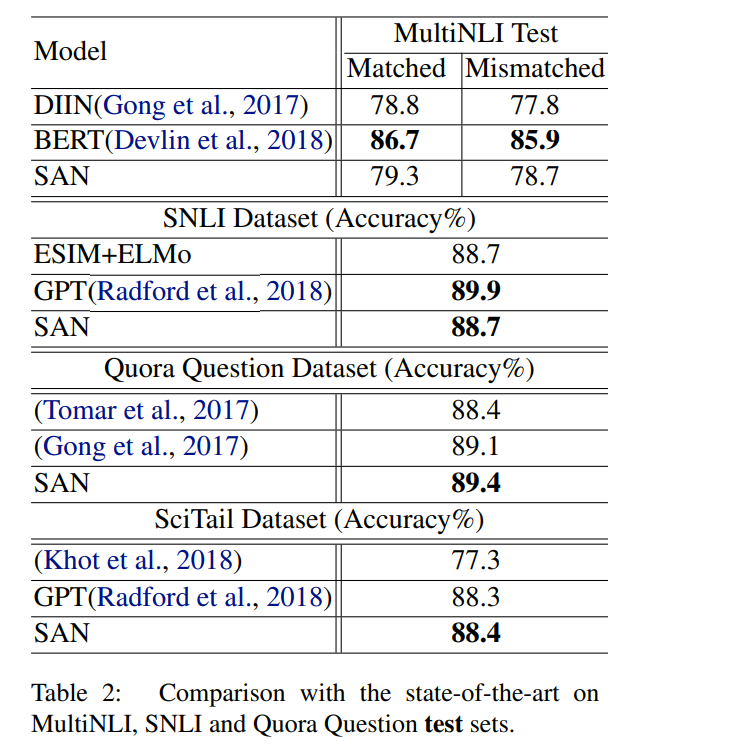 Model MultiNLI Test
Matched Mismatched
DIIN(Gong et al., 2017) 78.8 77.8
BERT(Devlin et al., 2018) 86.7 85.9
SAN 79.3 78.7
SNLI Dataset (Accuracy%)
ESIM+ELMo 88.7
GPT(Radford et al., 2018) 89.9
SAN 88.7
Quora Question Dataset (Accuracy%)
(Tomar et al., 2017) 88.4
(Gong et al., 2017) 89.1
SAN 89.4
SciTail Dataset (Accuracy%)
(Khot et al., 2018) 77.3
GPT(Radford et al., 2018) 88.3
SAN 88.4
Table 2: Comparison with the state-of-the-art on
MultiNLI, SNLI and Quora Question test sets.